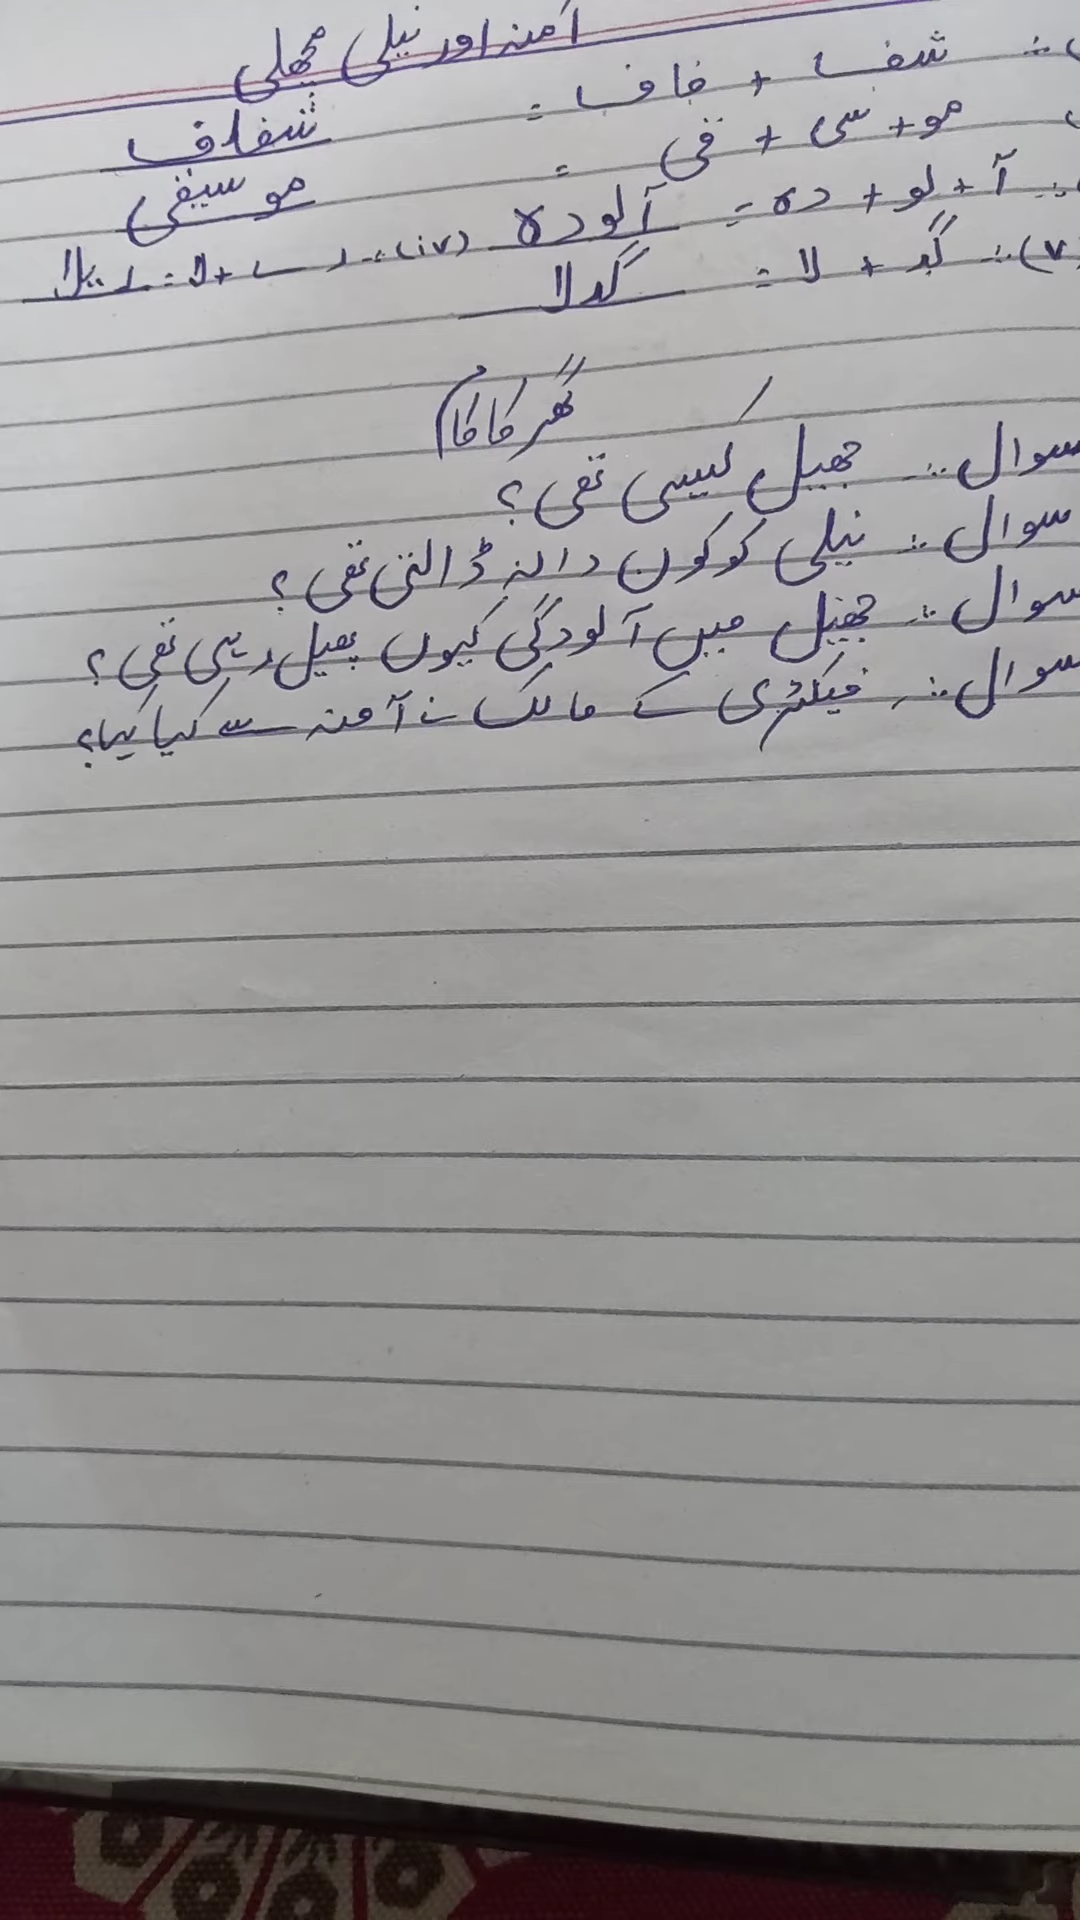 آمنہ اور نیلی مچھلی
شفا + فاف = شفاف
مو + سی + قی = موسیقی
آ + لو + دہ = آلودہ (iv)
(v) گد + لا = گدلا
گھر کا کام
سوال: جھیل کیسی تھی؟
سوال: نیلی کو کون دانہ ڈالتی تھی؟
سوال: جھیل میں آلودگی کیوں پھیل رہی تھی؟
سوال: فیکٹری کے مالک نے آمنہ سے کیا کہا؟